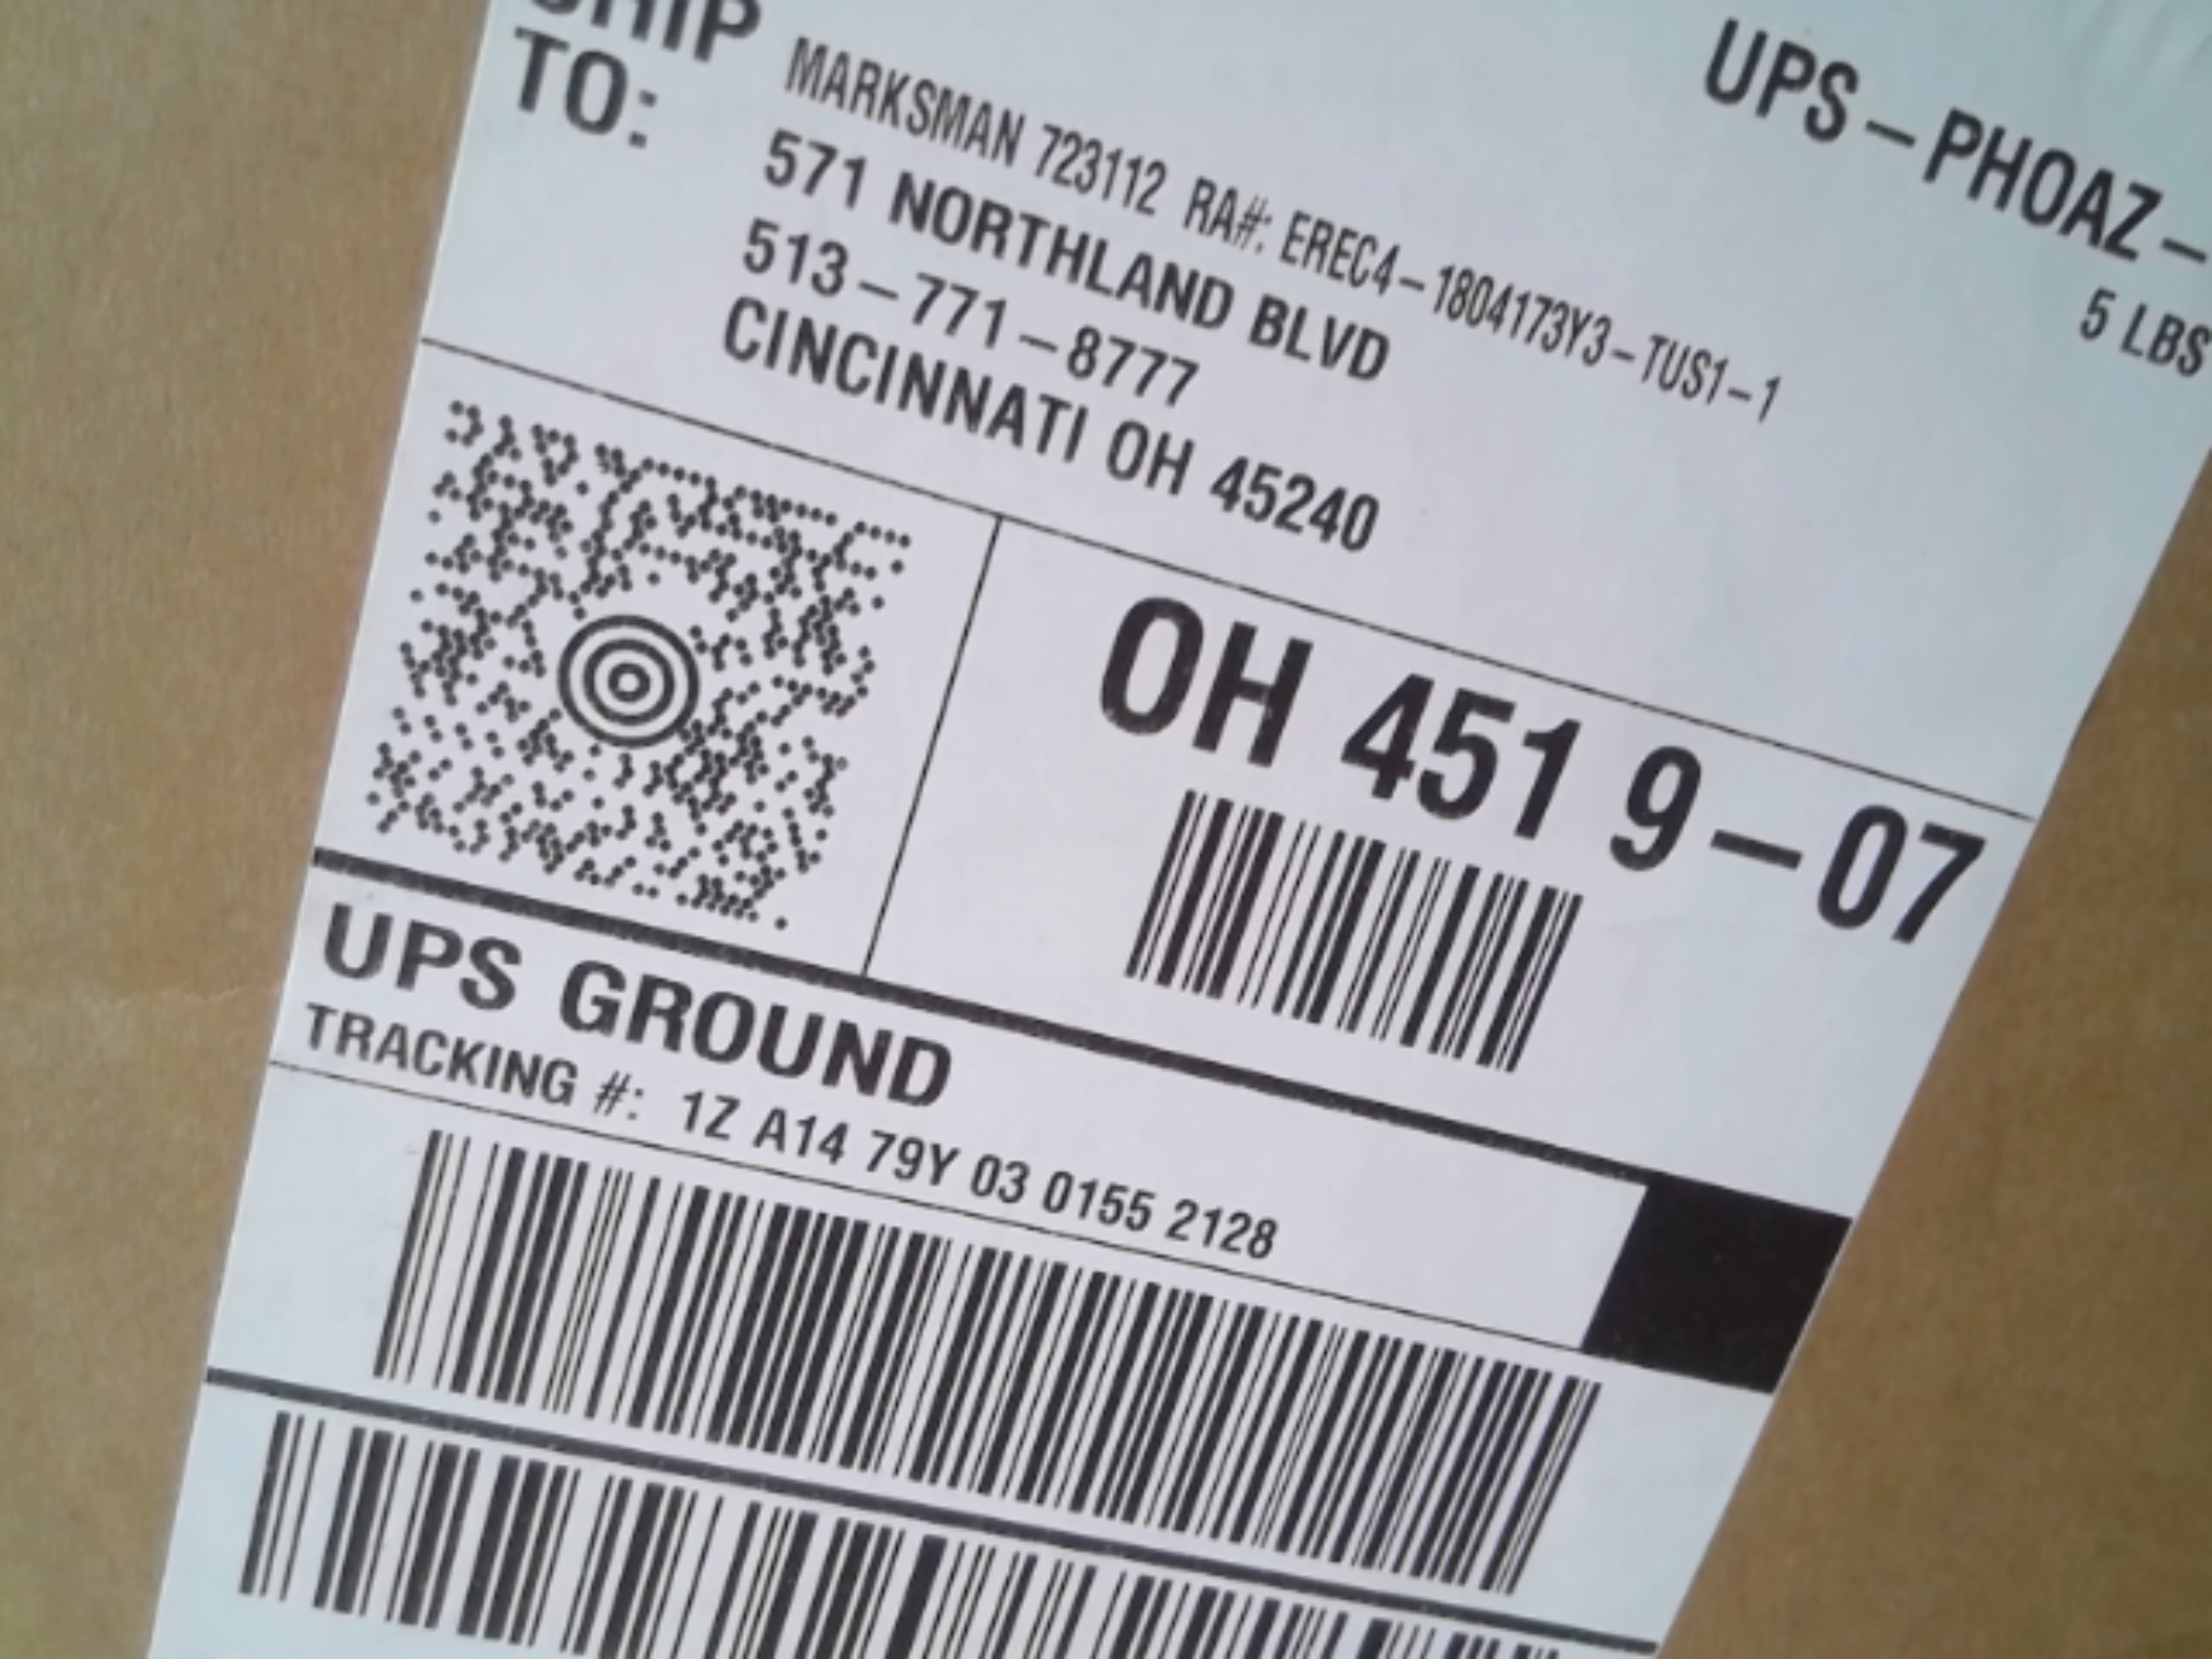 SHIP
TO:
MARKSMAN 723112 RA#: EREC4-1804173Y3-TUS1-1
571 NORTHLAND BLVD
513-771-8777
CINCINNATI OH 45240
UPS-PHOAZ-
5 LBS
OH 451 9-07
UPS GROUND
TRACKING #: 1Z A14 79Y 03 0155 2128